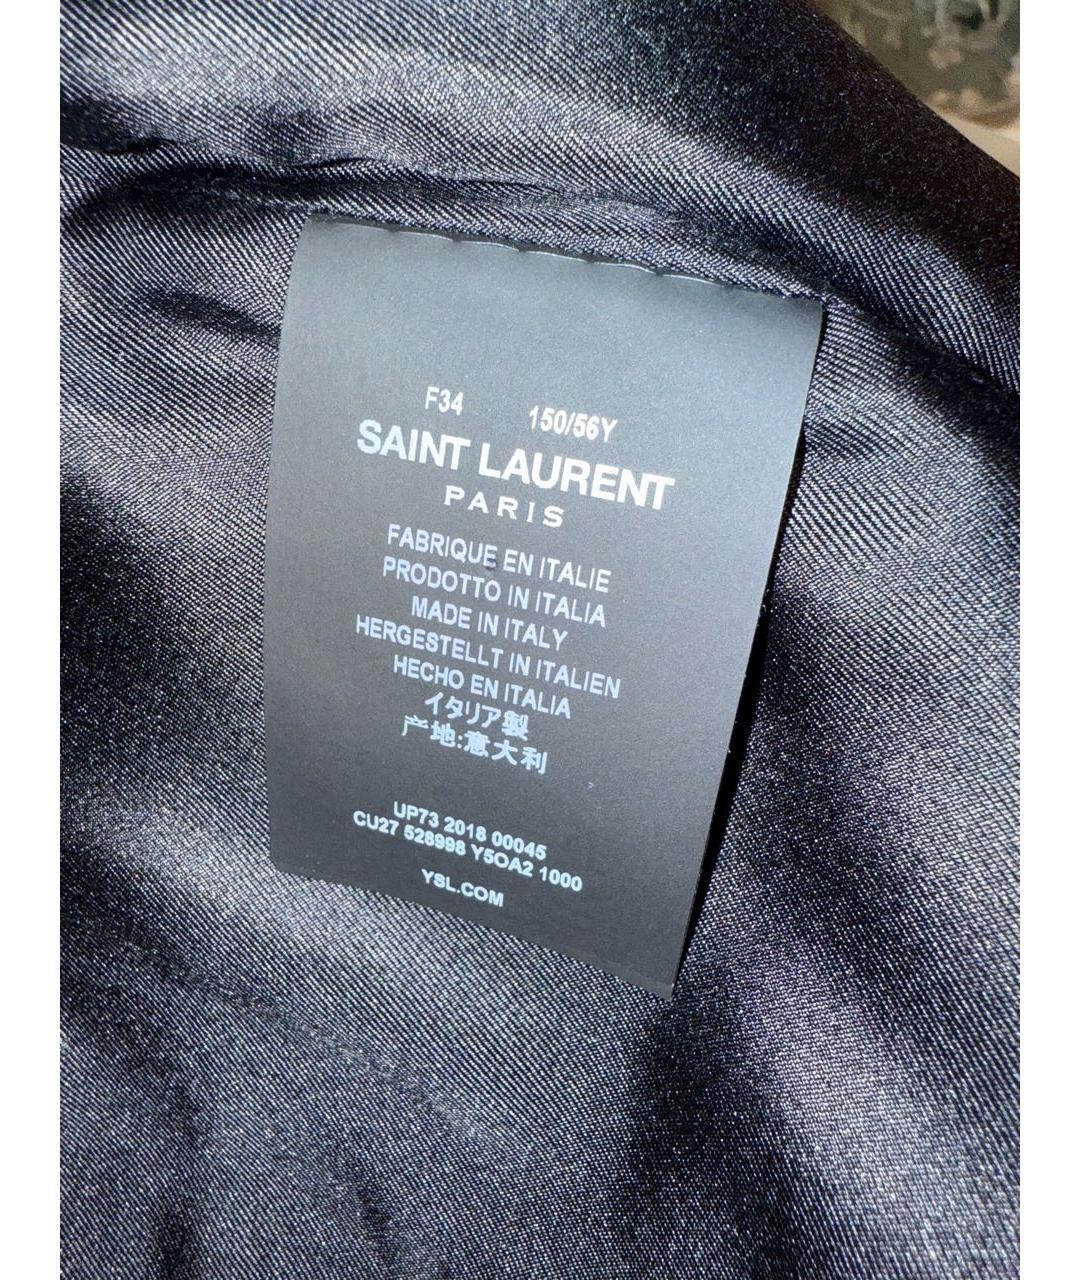 F34 150/56Y
SAINT LAURENT
PARIS
FABRIQUE EN ITALIE
PRODOTTO IN ITALIA
MADE IN ITALY
HERGESTELLT IN ITALIEN
HECHO EN ITALIA
イタリア製
产地:意大利
UP73 2018 00045
CU27 528998 Y5OA2 1000
YSL.COM